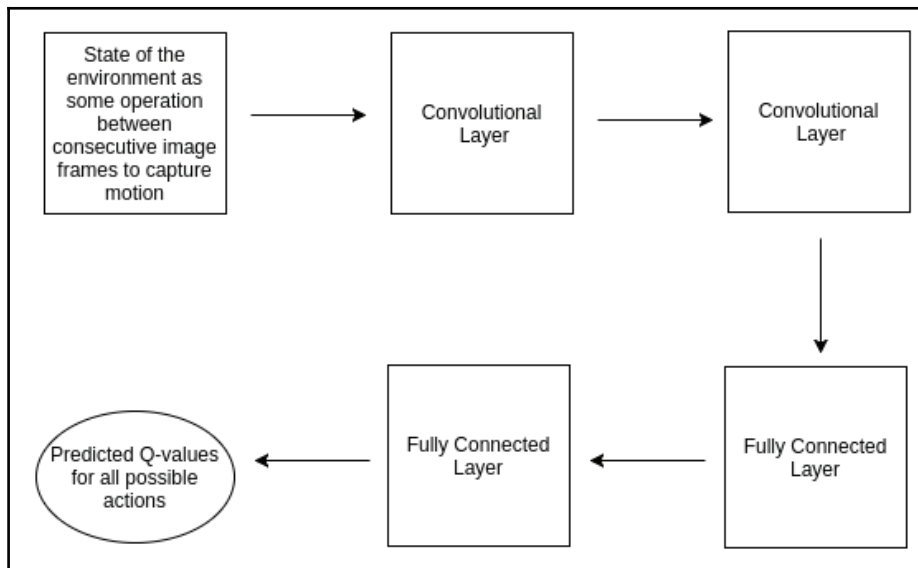 State of the
environment as
some operation
between
consecutive image
frames to capture
motion
Convolutional
Layer
Convolutional
Layer
Fully Connected
Layer
Fully Connected
Layer
Predicted Q-values
for all possible
actions